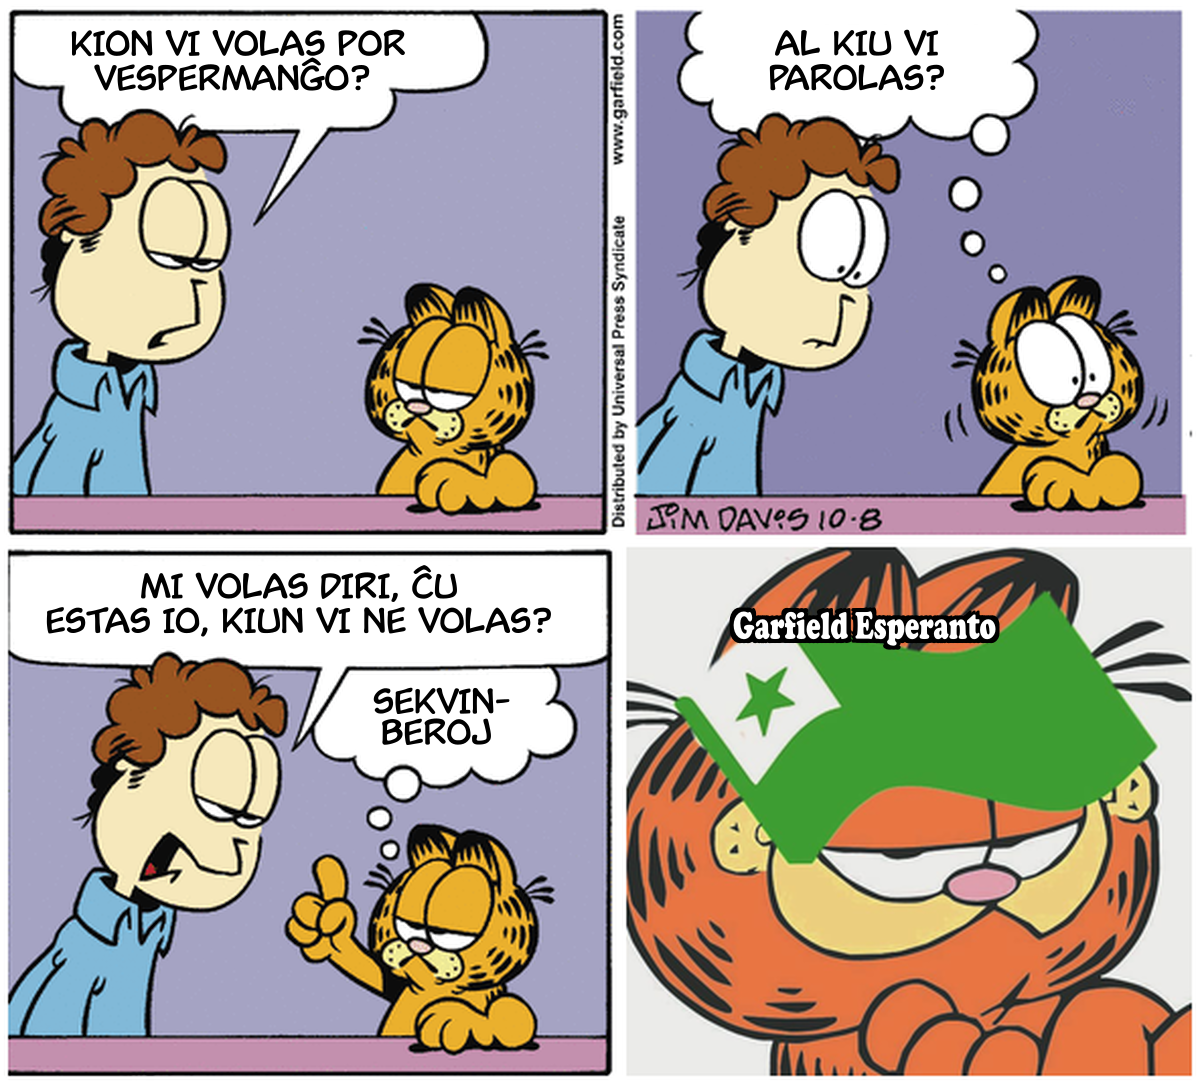 KION VI VOLAS POR
VESPERMANĜO?
www.garfield.com
Distributed by Universal Press Syndicate
AL KIU VI
PAROLAS?
JIM DAVIS 10-8
MI VOLAS DIRI, ĈU
ESTAS IO, KIUN VI NE VOLAS?
SEKVIN-
BEROJ
Garfield Esperanto